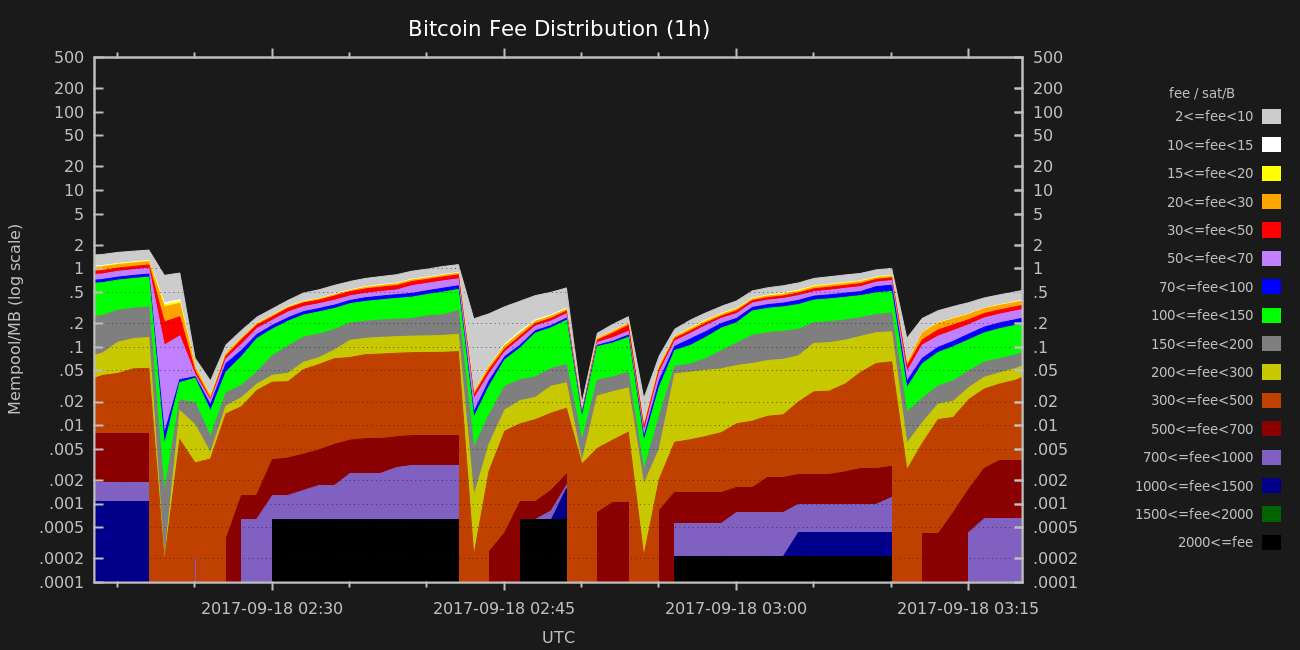 Bitcoin Fee Distribution (1h)
500
200
100
50
20
10
5
2
1
.5
.2
.1
.05
.02
.01
.005
.002
.001
.0005
.0002
.0001
Mempool/MB (log scale)
500
200
100
50
20
10
5
2
1
.5
.2
.1
.05
.02
.01
.005
.002
.001
.0005
.0002
.0001
2017-09-18 02:30
2017-09-18 02:45
2017-09-18 03:00
2017-09-18 03:15
UTC
fee / sat/B
2<=fee<10
10<=fee<15
15<=fee<20
20<=fee<30
30<=fee<50
50<=fee<70
70<=fee<100
100<=fee<150
150<=fee<200
200<=fee<300
300<=fee<500
500<=fee<700
700<=fee<1000
1000<=fee<1500
1500<=fee<2000
2000<=fee